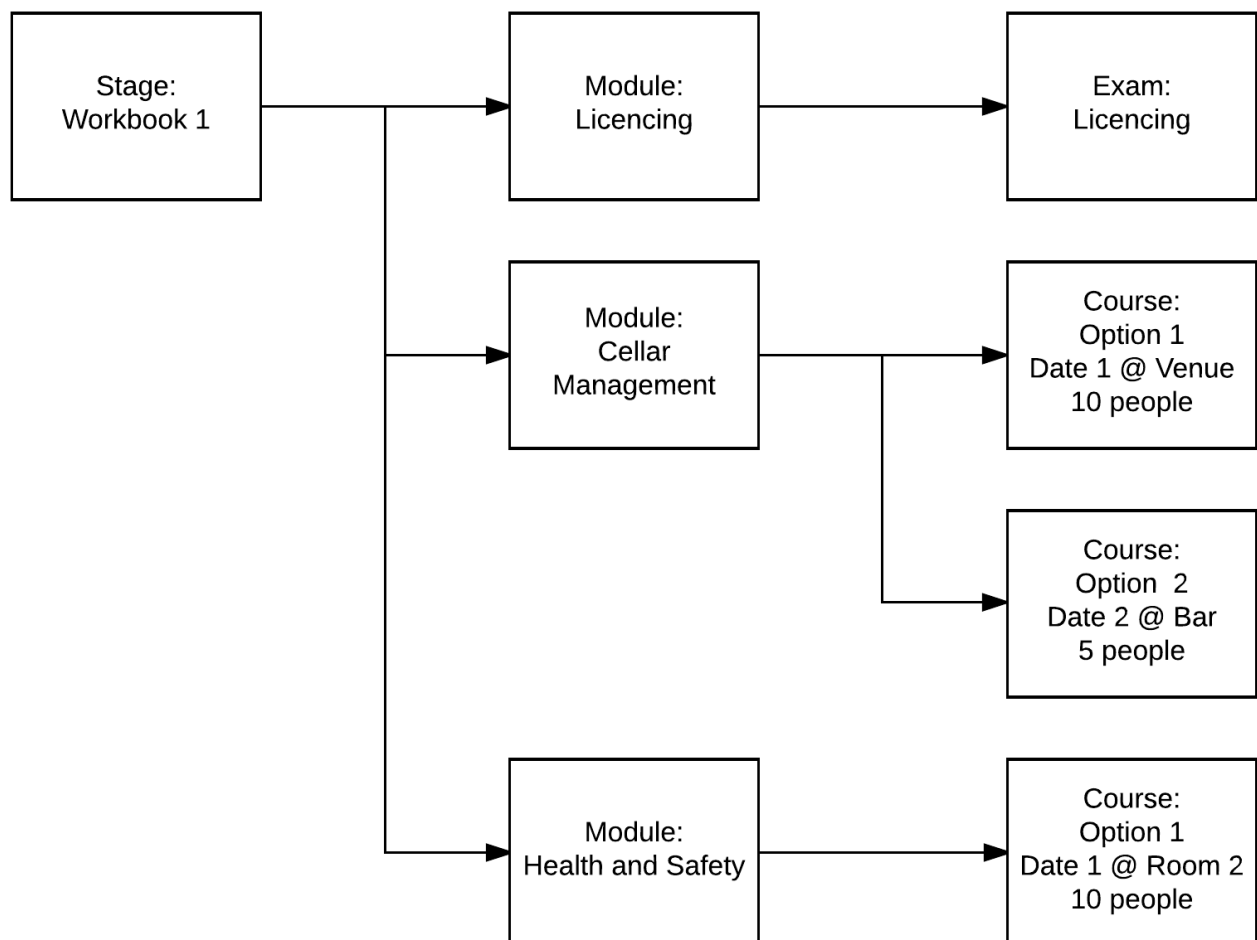 Stage:
Workbook 1
Module:
Licencing
Exam:
Licencing
Module:
Cellar
Management
Course:
Option 1
Date 1 @ Venue
10 people
Course:
Option  2
Date 2 @ Bar
5 people
Module:
Health and Safety
Course:
Option 1
Date 1 @ Room 2
10 people